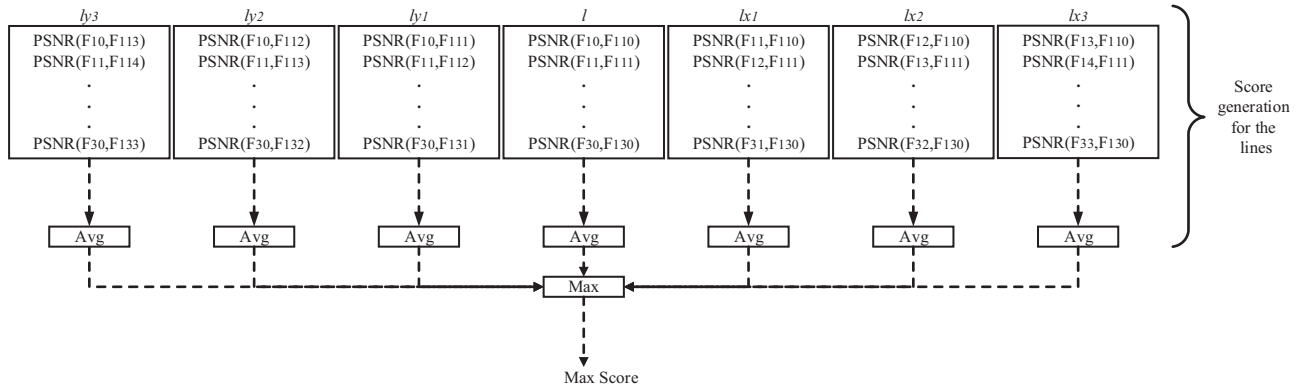 ly3 ly2 ly1 l lx1 lx2 lx3
PSNR(F10,F113) PSNR(F10,F112) PSNR(F10,F111) PSNR(F10,F110) PSNR(F11,F110) PSNR(F12,F110) PSNR(F13,F110)
PSNR(F11,F114) PSNR(F11,F113) PSNR(F11,F112) PSNR(F11,F111) PSNR(F12,F111) PSNR(F13,F111) PSNR(F14,F111)
. . . . . . .
. . . . . . .
. . . . . . .
PSNR(F30,F133) PSNR(F30,F132) PSNR(F30,F131) PSNR(F30,F130) PSNR(F31,F130) PSNR(F32,F130) PSNR(F33,F130)
Score
generation
for the
lines
Avg Avg Avg Avg Avg Avg Avg
Max
Max Score